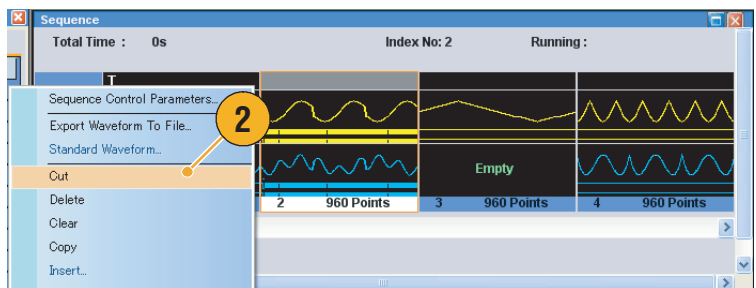 Sequence
Total Time : 0s Index No: 2 Running :
T
Sequence Control Parameters...
Export Waveform To File...
2
Standard Waveform...
Cut
Empty
2 960 Points 3 960 Points 4 960 Points
Delete
Clear
Copy
Insert...